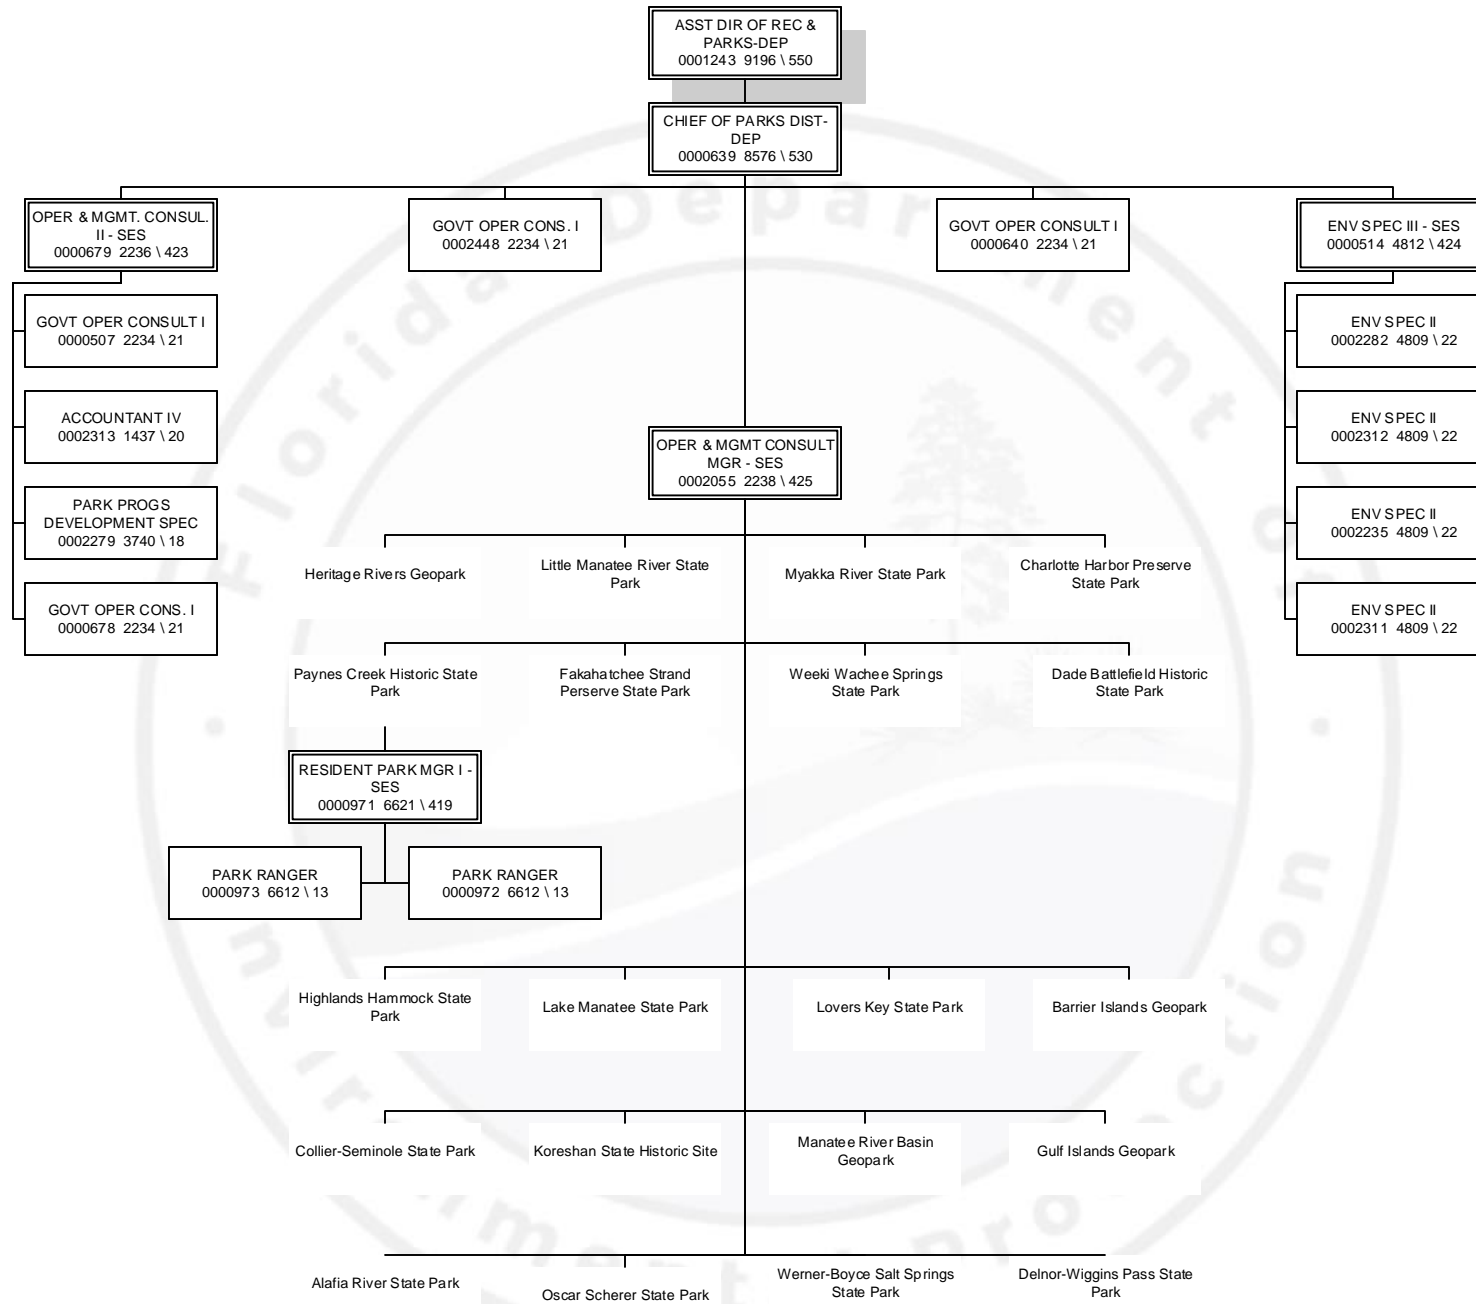 ASST DIR OF REC &
PARKS-DEP
0001243 9196 \ 550
CHIEF OF PARKS DIST-
DEP
0000639 8576 \ 530
OPER & MGMT. CONSUL.
II - SES
0000679 2236 \ 423
GOVT OPER CONS. I
0002448 2234 \ 21
GOVT OPER CONSULT I
0000640 2234 \ 21
ENV SPEC III - SES
0000514 4812 \ 424
GOVT OPER CONSULT I
0000507 2234 \ 21
ACCOUNTANT IV
0002313 1437 \ 20
PARK PROGS
DEVELOPMENT SPEC
0002279 3740 \ 18
GOVT OPER CONS. I
0000678 2234 \ 21
ENV SPEC II
0002282 4809 \ 22
ENV SPEC II
0002312 4809 \ 22
ENV SPEC II
0002235 4809 \ 22
ENV SPEC II
0002311 4809 \ 22
OPER & MGMT CONSULT
MGR - SES
0002055 2238 \ 425
Heritage Rivers Geopark
Little Manatee River State
Park
Myakka River State Park
Charlotte Harbor Preserve
State Park
Paynes Creek Historic State
Park
Fakahatchee Strand
Perserve State Park
Weeki Wachee Springs
State Park
Dade Battlefield Historic
State Park
RESIDENT PARK MGR I -
SES
0000971 6621 \ 419
PARK RANGER
0000973 6612 \ 13
PARK RANGER
0000972 6612 \ 13
Highlands Hammock State
Park
Lake Manatee State Park
Lovers Key State Park
Barrier Islands Geopark
Collier-Seminole State Park
Koreshan State Historic Site
Manatee River Basin
Geopark
Gulf Islands Geopark
Alafia River State Park
Oscar Scherer State Park
Werner-Boyce Salt Springs
State Park
Delnor-Wiggins Pass State
Park
Florida Department of